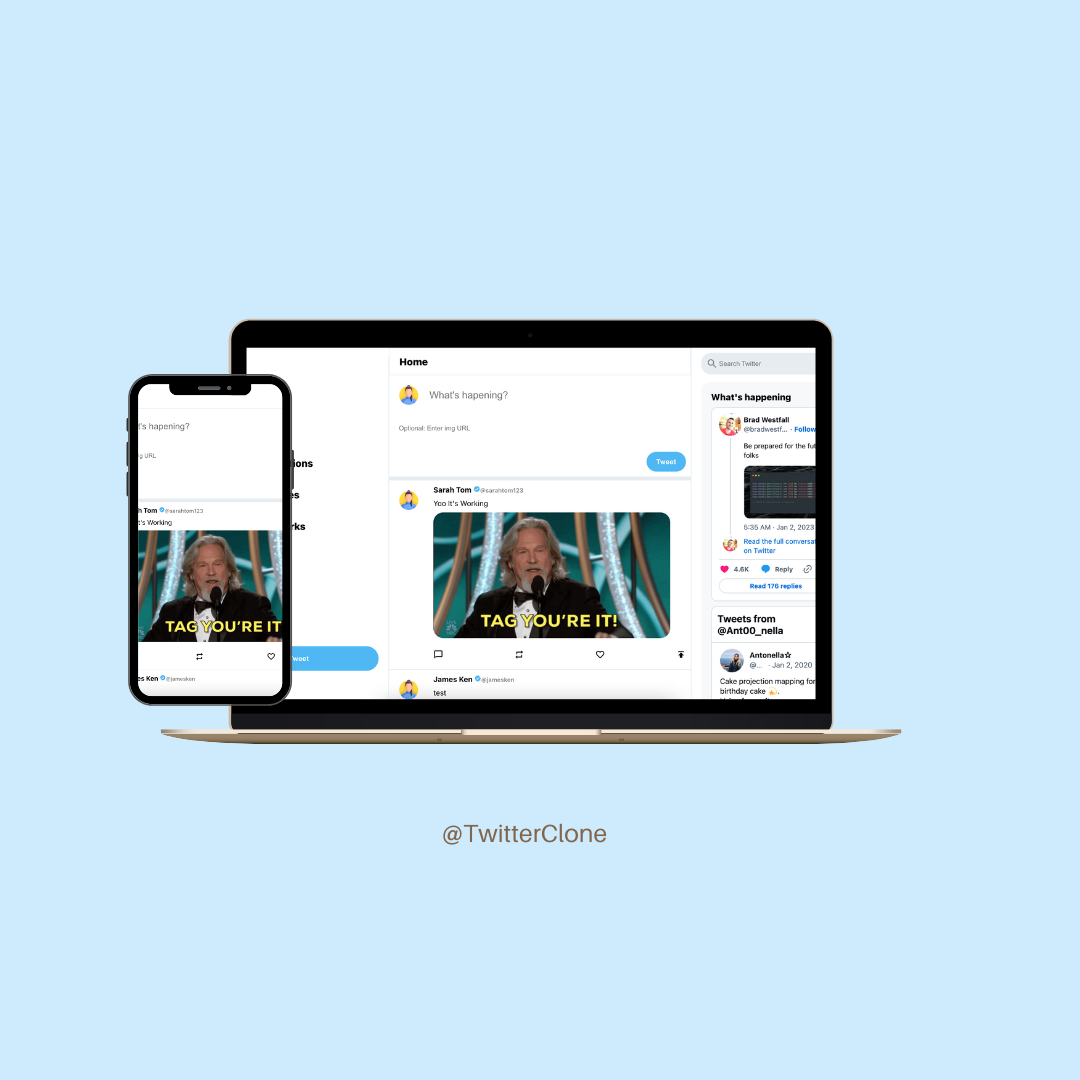 Home
What's hapening?
Optional: Enter img URL
Tweet
Sarah Tom @sarahtom123
Yoo It's Working
TAG YOU'RE IT!
James Ken @jamesken
test
ions
es
rks
weet
Search Twitter
What's happening
Brad Westfall
@bradwestf... · Follow
Be prepared for the fut
folks
5:35 AM · Jan 2, 2023
Read the full conversat
on Twitter
4.6K Reply
Read 176 replies
Tweets from
@Ant00_nella
Antonella☆
@... · Jan 2, 2020
Cake projection mapping for
birthday cake 💫.
t's hapening?
g URL
h Tom @sarahtom123
t's Working
TAG YOU'RE IT
es Ken @jamesken
@TwitterClone